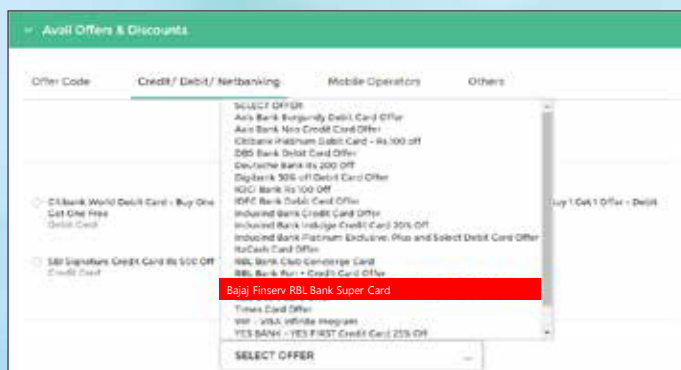 Avail Offers & Discounts
Offer Code Credit/ Debit/ Netbanking Mobile Operators Others
SELECT OFFER
Axis Bank Burgundy Debit Card Offer
Axis Bank Neo Credit Card Offer
Citibank Platinum Debit Card - Rs.100 off
DBS Bank Debit Card Offer
Deutsche Bank Rs 200 Off
Digibank 50% off Debit Card Offer
ICICI Bank Rs 100 Off
IDFC Bank Debit Card Offer
Citibank World Debit Card - Buy One
Get One Free
Debit Card
Buy 1 Get 1 Offer - Debit
IndusInd Bank Credit Card Offer
IndusInd Bank Indulge Credit Card 20% Off
IndusInd Bank Platinum Exclusive, Plus and Select Debit Card Offer
ItzCash Card Offer
SBI Signature Credit Card Rs 500 Off
Credit Card
RBL Bank Club Concierge Card
RBL Bank Fun + Credit Card Offer
Bajaj Finserv RBL Bank Super Card
Times Card Offer
VIIP - VISA Infinite Program
YES BANK - YES FIRST Credit Card 25% Off
SELECT OFFER